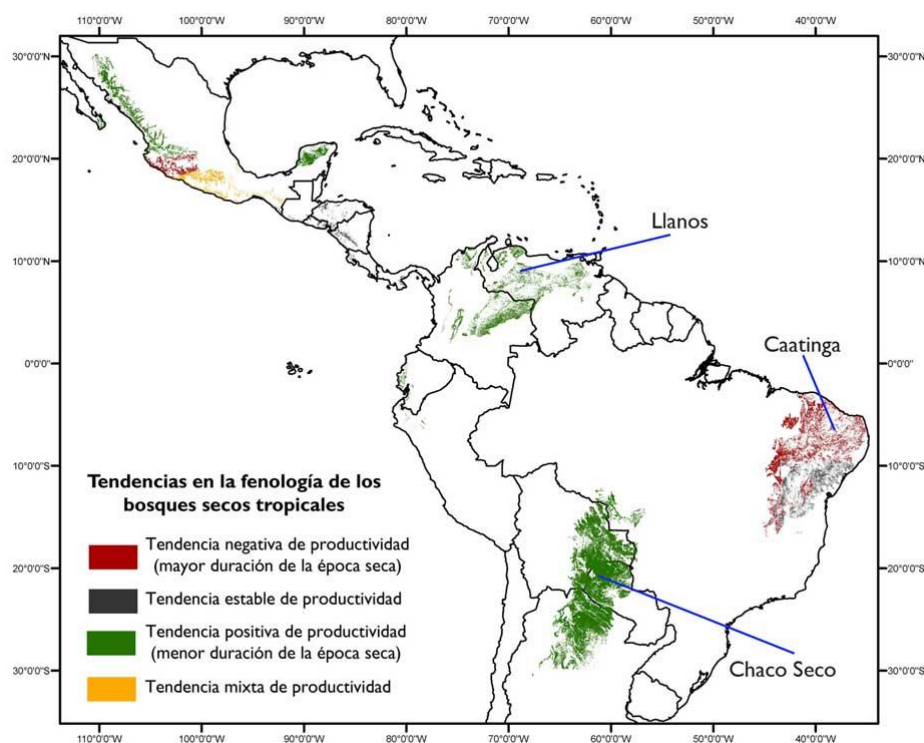 110°0'0"W 100°0'0"W 90°0'0"W 80°0'0"W 70°0'0"W 60°0'0"W 50°0'0"W 40°0'0"W
30°0'0"N 30°0'0"N
20°0'0"N 20°0'0"N
Llanos
10°0'0"N 10°0'0"N
Caatinga
0°0'0" 0°0'0"
10°0'0"S 10°0'0"S
Tendencias en la fenología de los
bosques secos tropicales
Tendencia negativa de productividad
(mayor duración de la época seca)
20°0'0"S 20°0'0"S
Tendencia estable de productividad
Tendencia positiva de productividad
(menor duración de la época seca)
Chaco Seco
30°0'0"S 30°0'0"S
Tendencia mixta de productividad
110°0'0"W 100°0'0"W 90°0'0"W 80°0'0"W 70°0'0"W 60°0'0"W 50°0'0"W 40°0'0"W